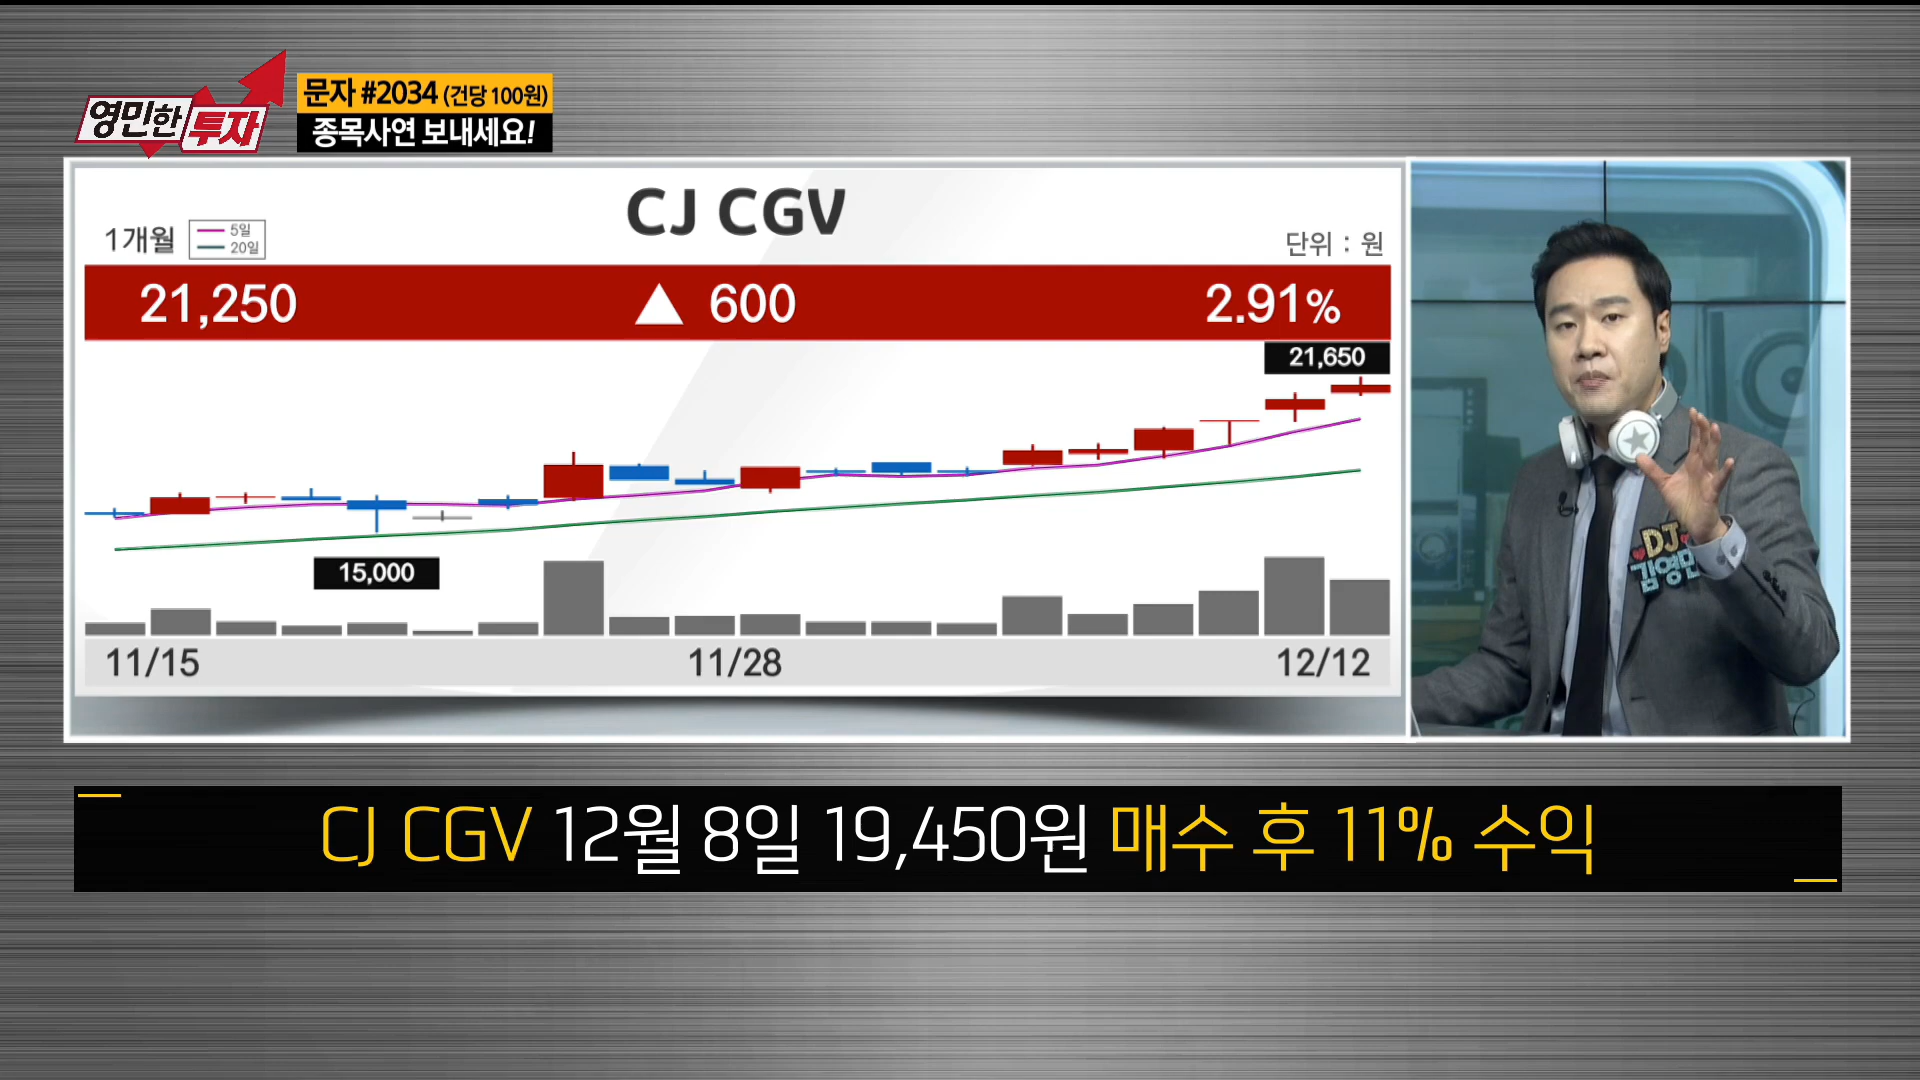 영민한 투자
문자 #2034 (건당 100원)
종목사연 보내세요!
CJ CGV
1개월
5일
20일
단위 : 원
21,250 ▲ 600 2.91%
21,650
15,000
11/15 11/28 12/12
DJ
김영민
CJ CGV 12월 8일 19,450원 매수 후 11% 수익